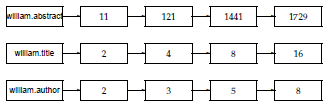 william.abstract 11 121 1441 1729
william.title 2 4 8 16
william.author 2 3 5 8